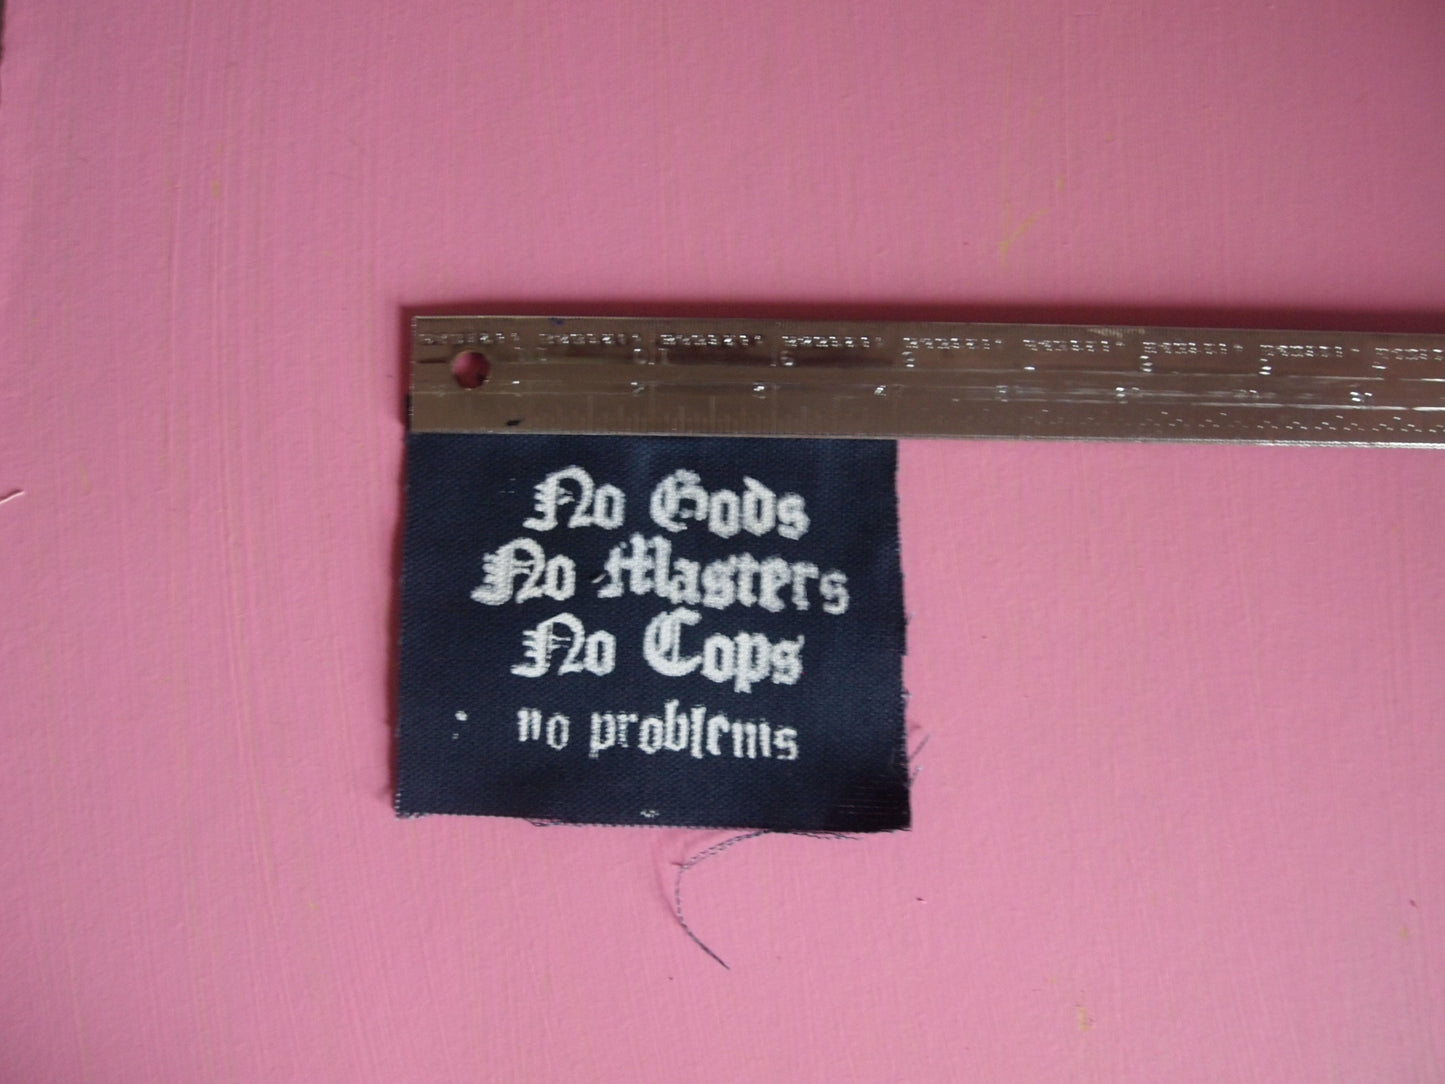 No Gods
No Masters
No Cops
no problems